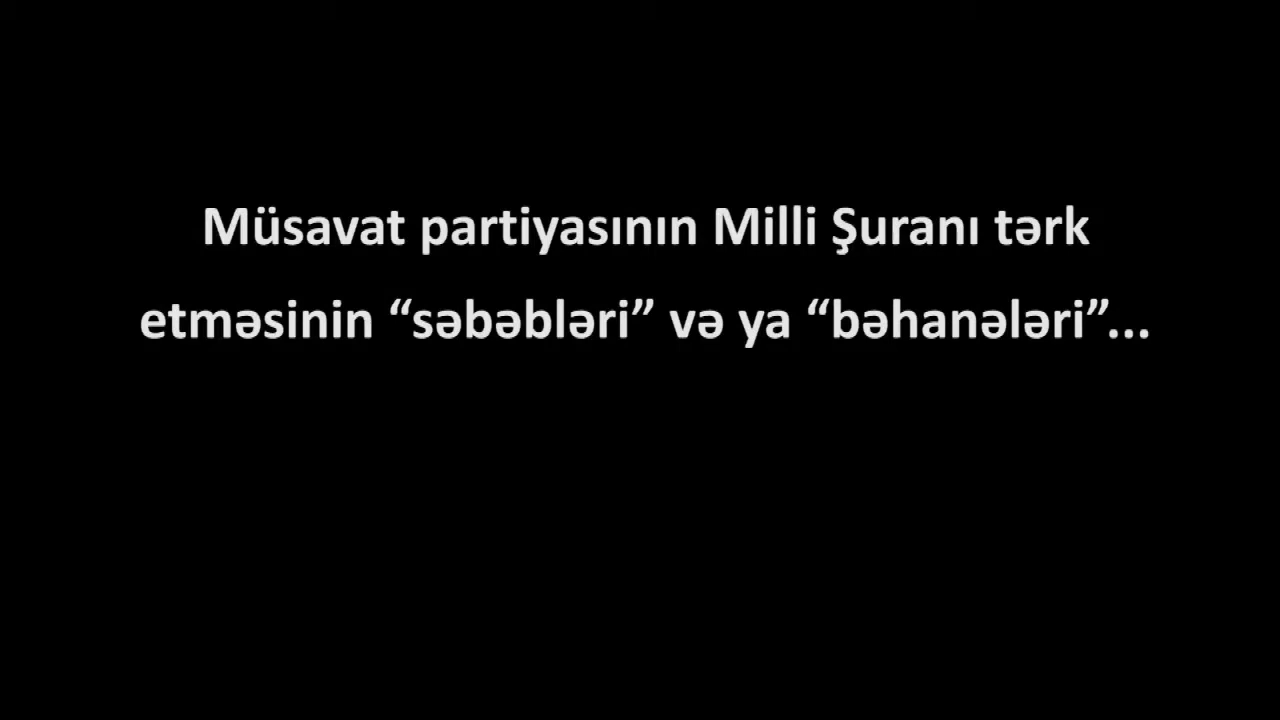 Müsavat partiyasının Milli Şuranı tərk
etməsinin “səbəbləri” və ya “bəhanələri”...